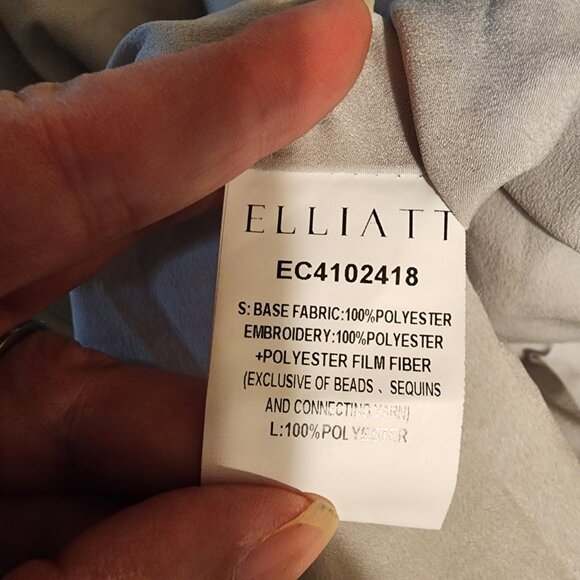 ELLIATT
EC4102418
S: BASE FABRIC:100%POLYESTER
EMBROIDERY:100%POLYESTER
+POLYESTER FILM FIBER
(EXCLUSIVE OF BEADS 、 SEQUINS
AND CONNECTING YARN)
L:100%POLYESTER